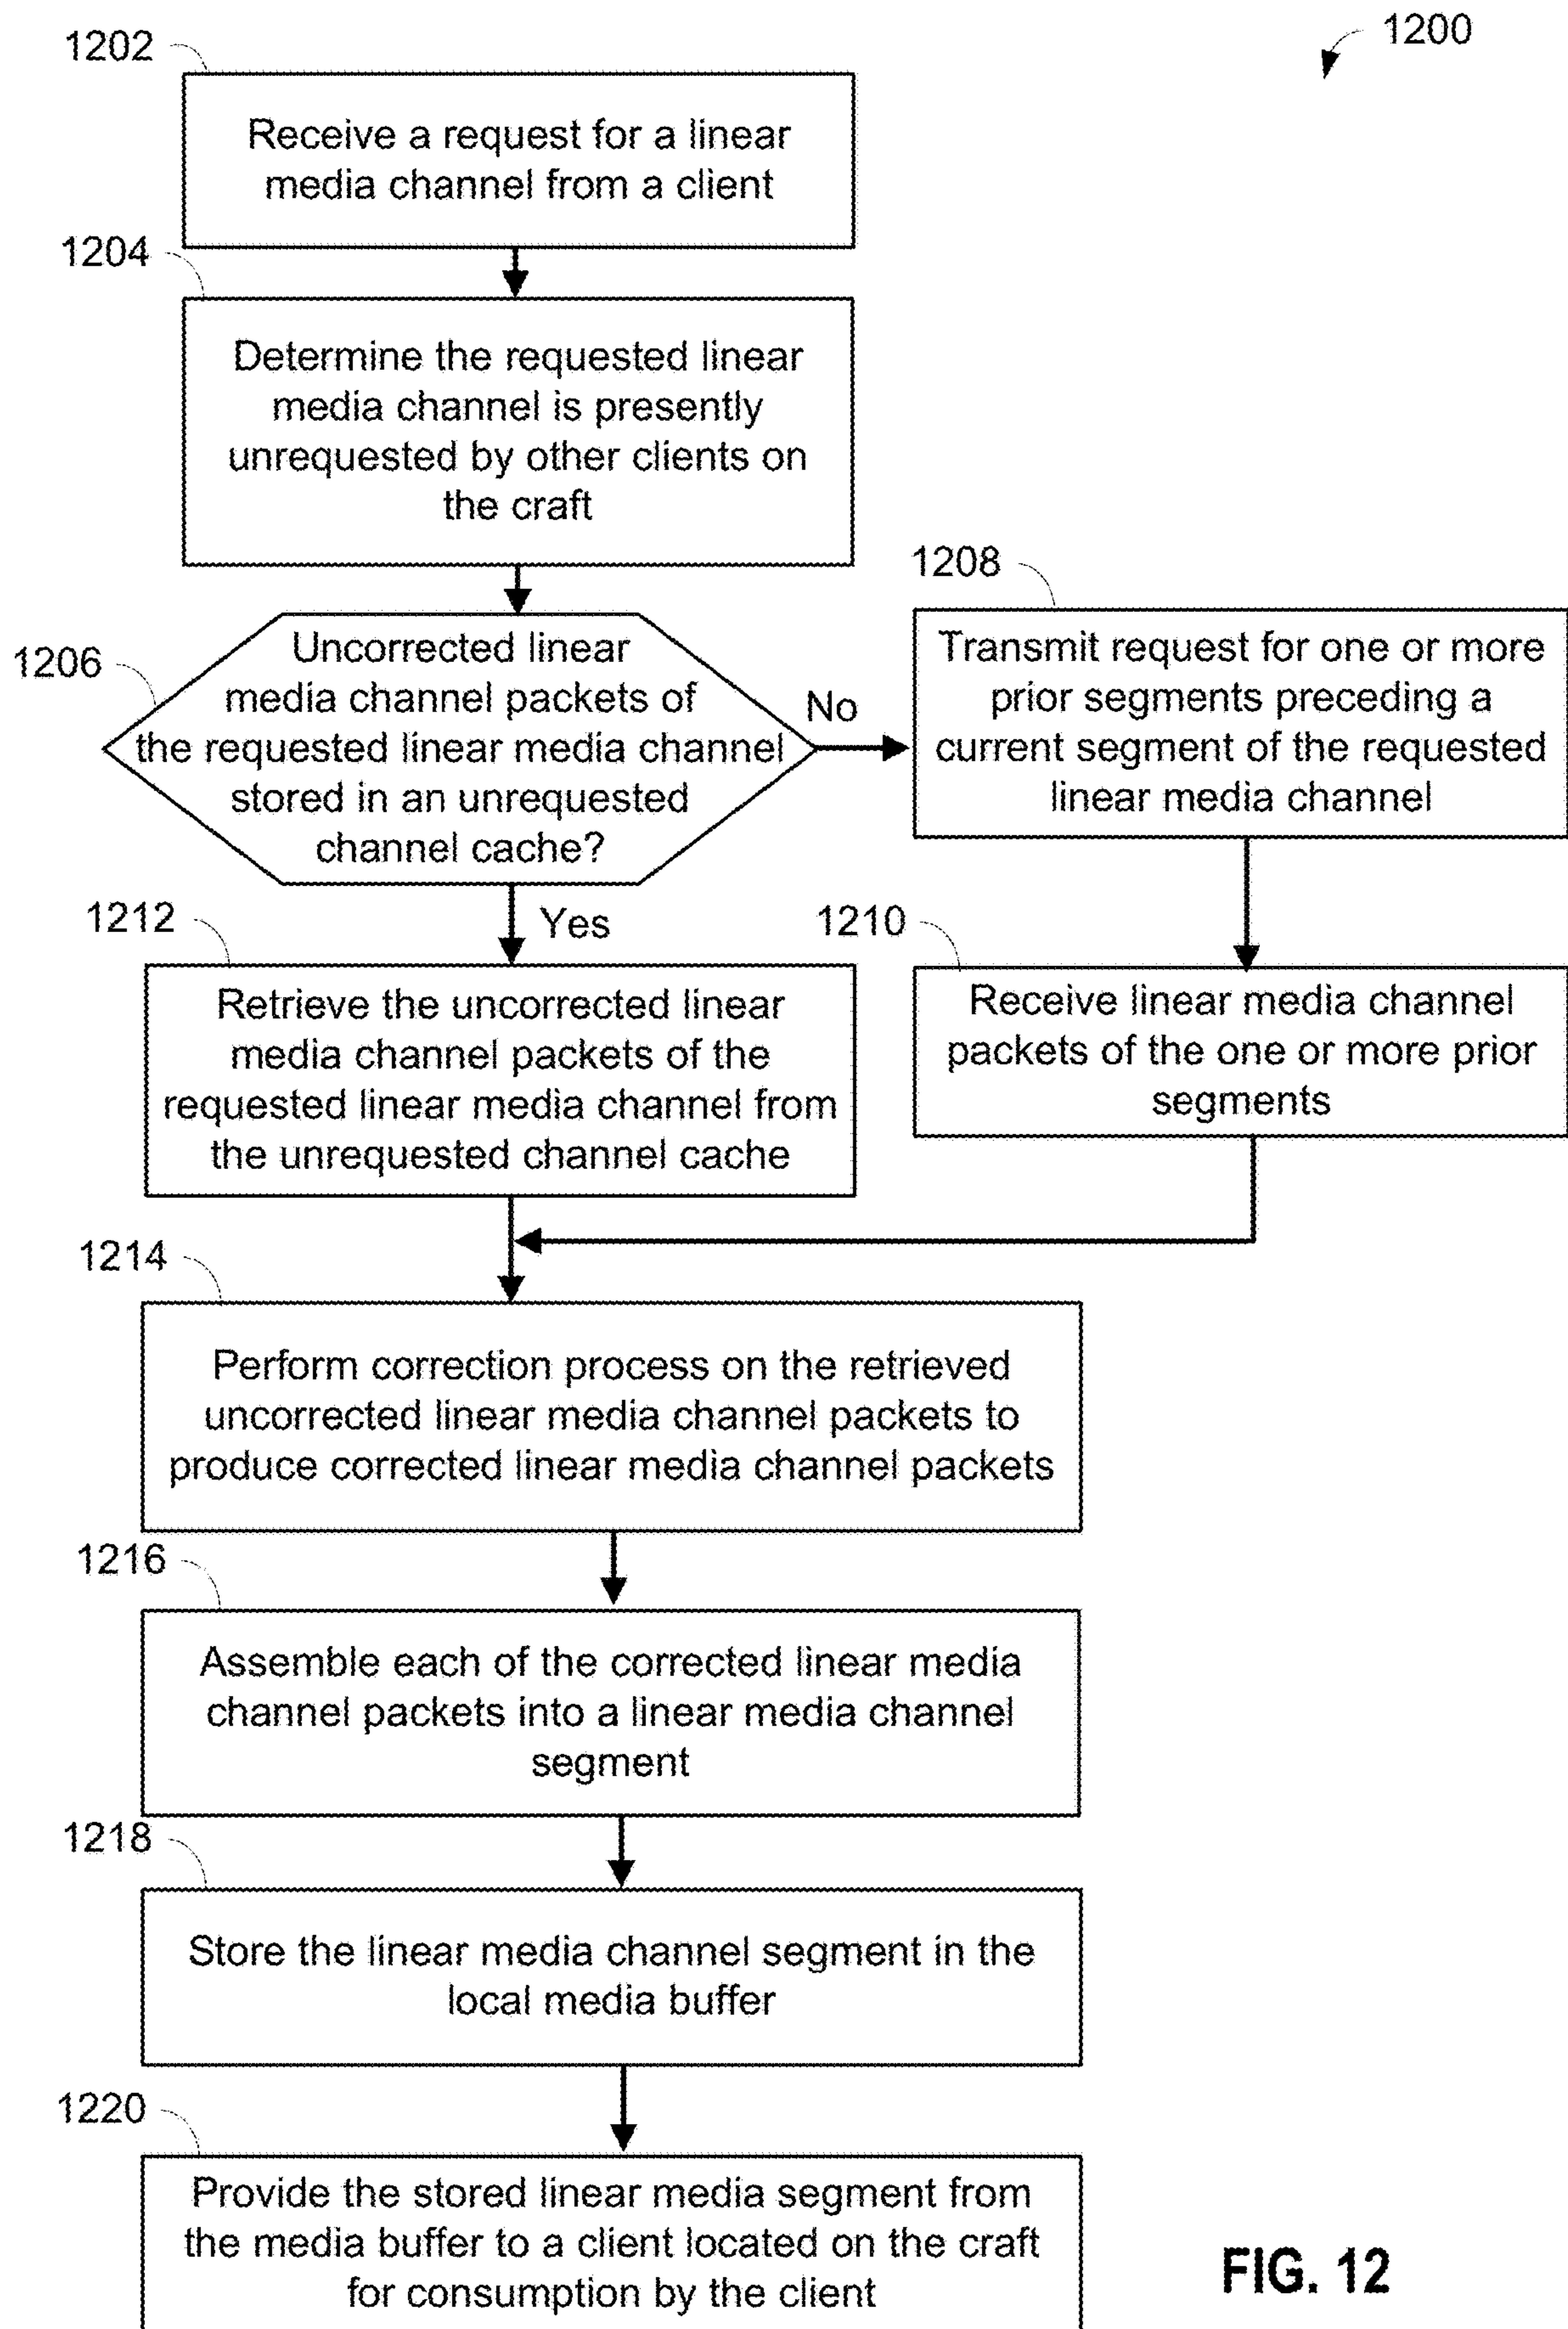 1200
1202
Receive a request for a linear
media channel from a client
1204
Determine the requested linear
media channel is presently
unrequested by other clients on
the craft
1206
Uncorrected linear
media channel packets of
the requested linear media channel
stored in an unrequested
channel cache?
No
1208
Transmit request for one or more
prior segments preceding a
current segment of the requested
linear media channel
Yes
1210
Receive linear media channel
packets of the one or more prior
segments
1212
Retrieve the uncorrected linear
media channel packets of the
requested linear media channel from
the unrequested channel cache
1214
Perform correction process on the retrieved
uncorrected linear media channel packets to
produce corrected linear media channel packets
1216
Assemble each of the corrected linear media
channel packets into a linear media channel
segment
1218
Store the linear media channel segment in the
local media buffer
1220
Provide the stored linear media segment from
the media buffer to a client located on the craft
for consumption by the client
FIG. 12